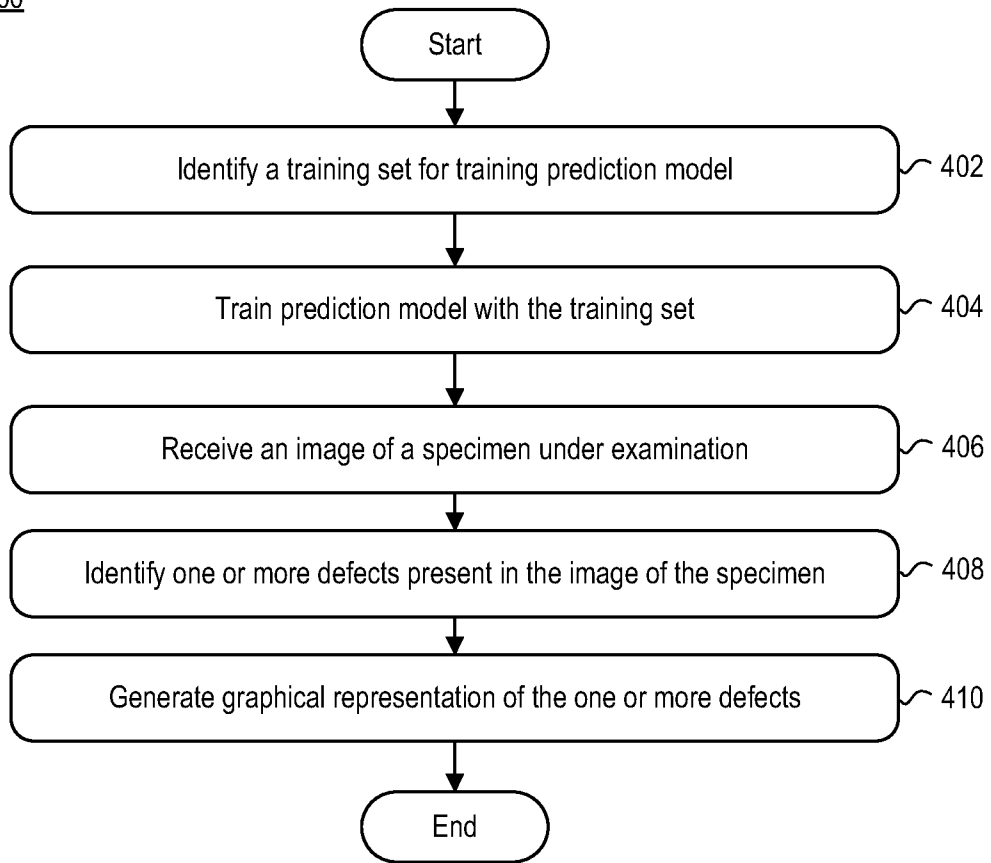 Start
Identify a training set for training prediction model
402
Train prediction model with the training set
404
Receive an image of a specimen under examination
406
Identify one or more defects present in the image of the specimen
408
Generate graphical representation of the one or more defects
410
End